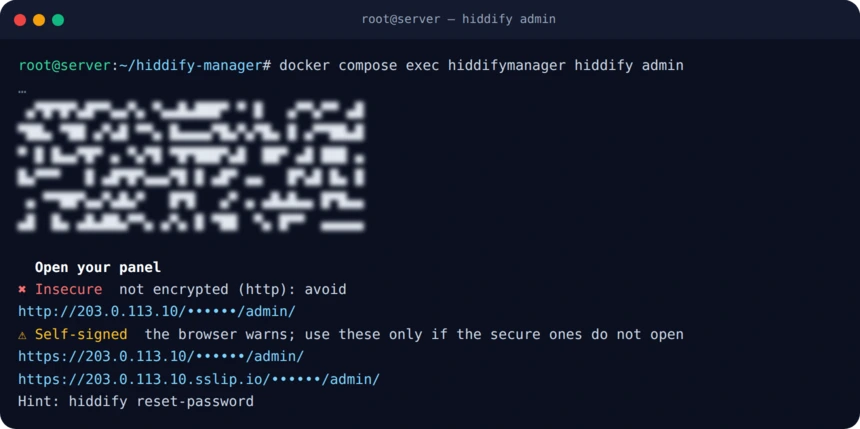 root@server — hiddify admin
root@server:~/hiddify-manager# docker compose exec hiddifymanager hiddify admin
…
Open your panel
✖ Insecure  not encrypted (http): avoid
http://203.0.113.10/••••••/admin/
⚠ Self-signed  the browser warns; use these only if the secure ones do not open
https://203.0.113.10/••••••/admin/
https://203.0.113.10.sslip.io/••••••/admin/
Hint: hiddify reset-password